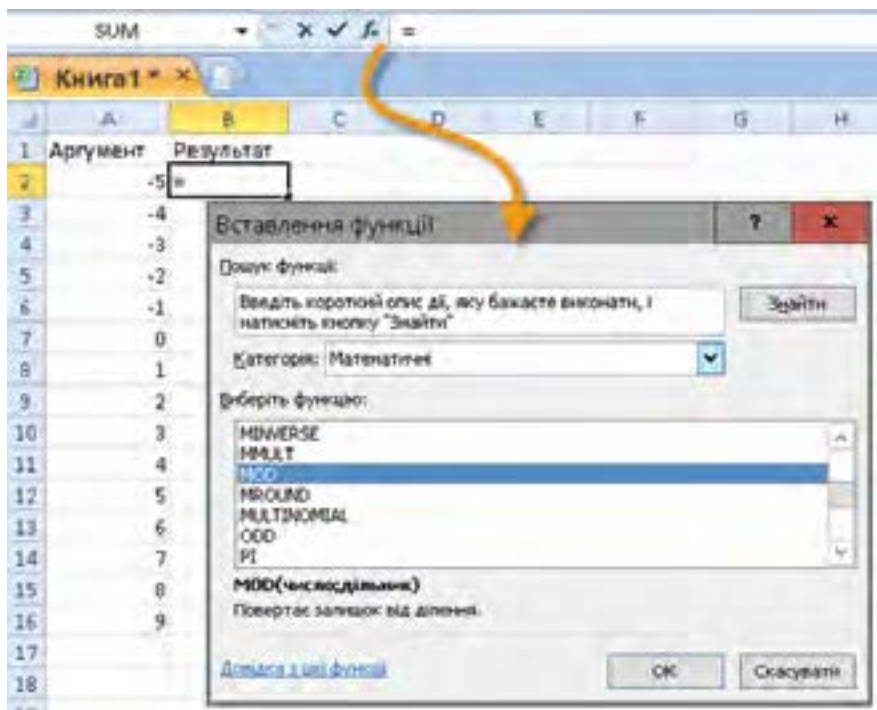 SUM fx =
Книга1 *
A B C D E F G H
1 Аргумент Результат
2 -5 =
3 -4
4 -3
5 -2
6 -1
7 0
8 1
9 2
10 3
11 4
12 5
13 6
14 7
15 8
16 9
17
18
Вставлення функції ?
Пошук функції:
Введіть короткий опис дії, яку бажаєте виконати, і
натисніть кнопку "Знайти"
Знайти
Категорія: Математичні
Виберіть функцію:
MINVERSE
MMULT
MOD
MROUND
MULTINOMIAL
ODD
PI
MOD(число;дільник)
Повертає залишок від ділення.
Довідка з цієї функції
OK Скасувати